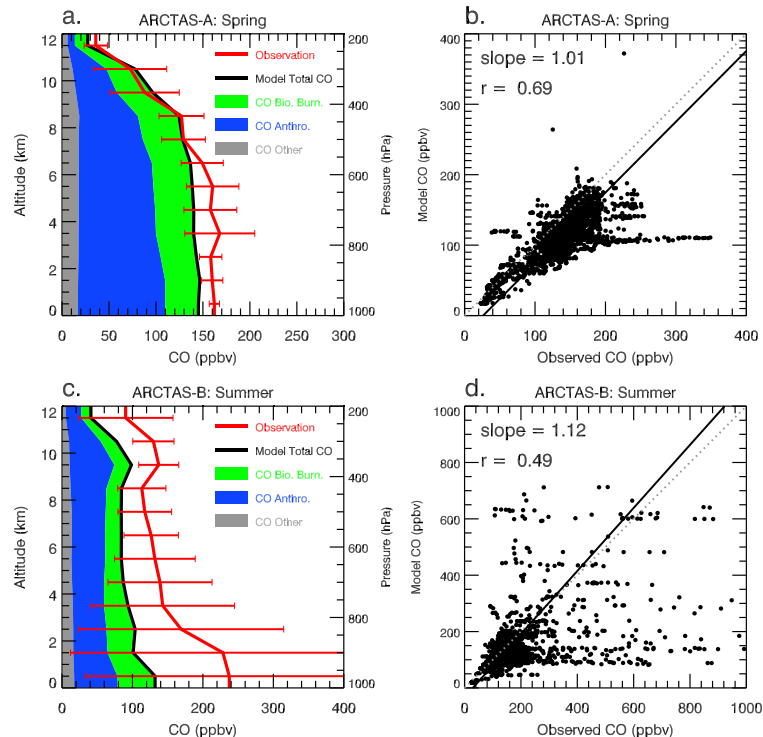 a. ARCTAS-A: Spring
12
10
8
6
4
2
0
Altitude (km)
200
400
600
800
1000
Pressure (hPa)
Observation
Model Total CO
CO Bio. Burn.
CO Anthro.
CO Other
0 50 100 150 200 250 300
CO (ppbv)
b. ARCTAS-A: Spring
slope = 1.01
r = 0.69
400
300
200
100
0
Model CO (ppbv)
0 100 200 300 400
Observed CO (ppbv)
c. ARCTAS-B: Summer
12
10
8
6
4
2
0
Altitude (km)
200
400
600
800
1000
Pressure (hPa)
Observation
Model Total CO
CO Bio. Burn.
CO Anthro.
CO Other
0 100 200 300 400
CO (ppbv)
d. ARCTAS-B: Summer
slope = 1.12
r = 0.49
1000
800
600
400
200
0
Model CO (ppbv)
0 200 400 600 800 1000
Observed CO (ppbv)